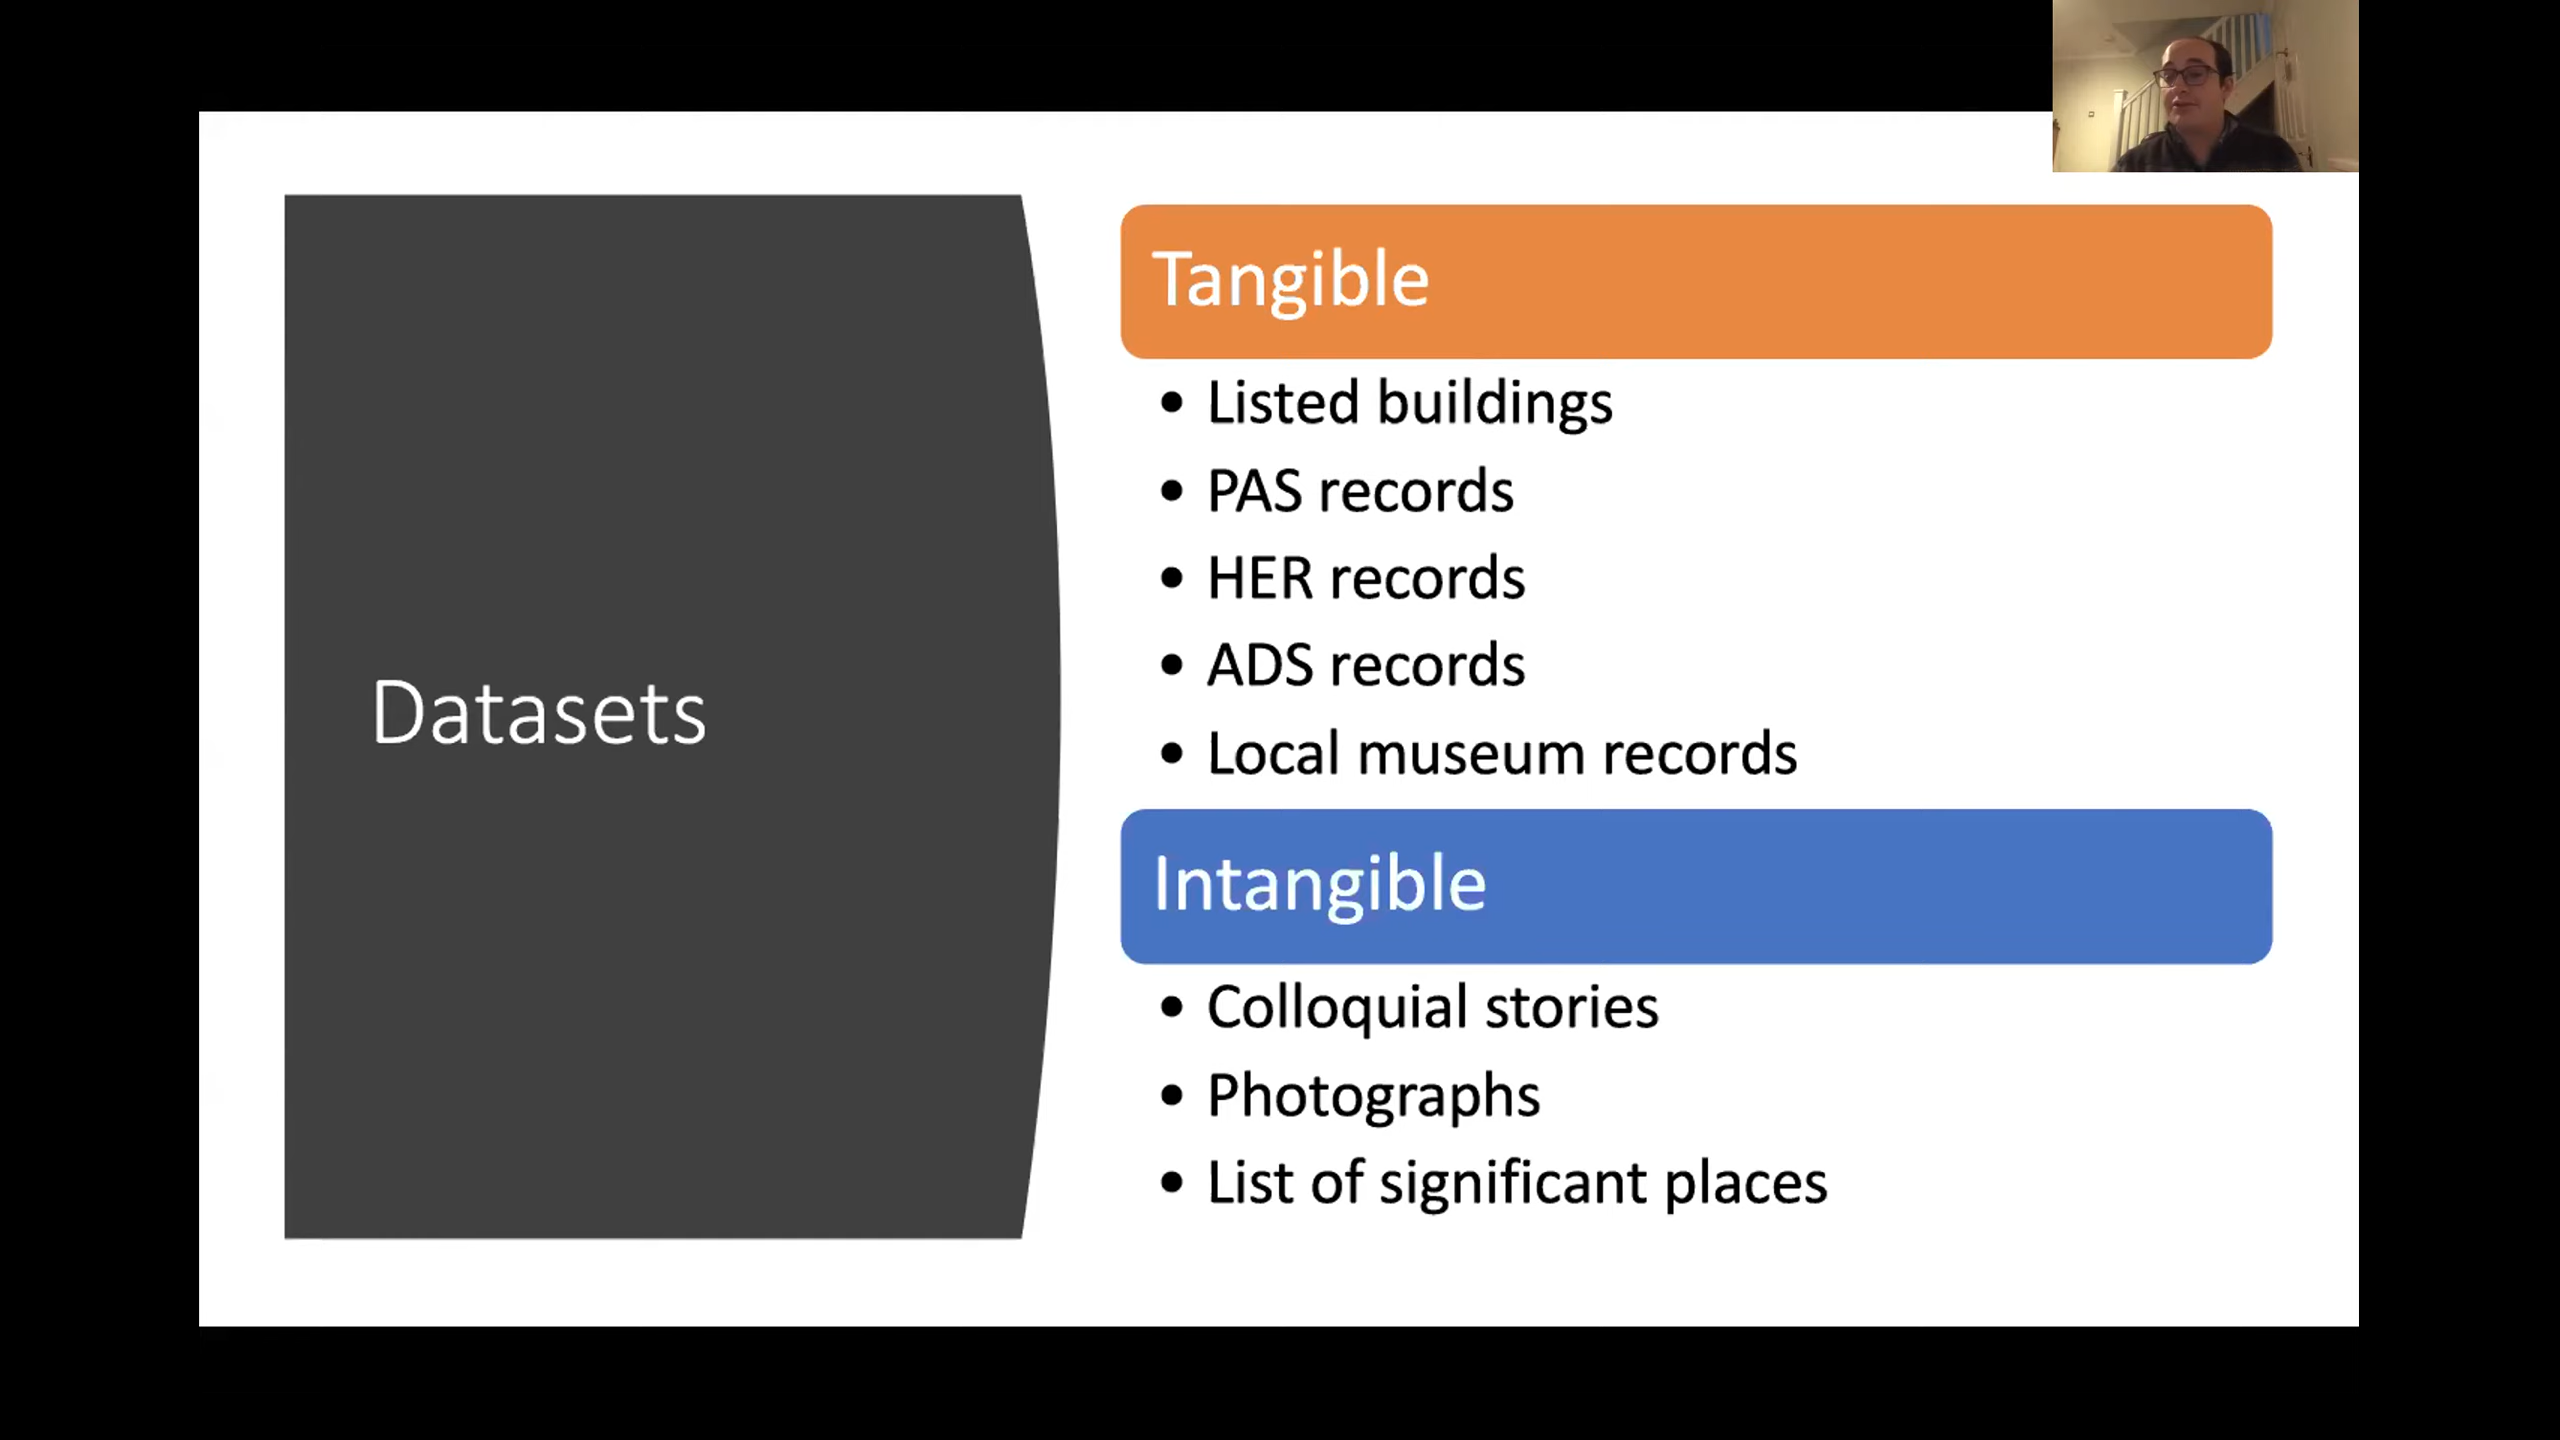 Datasets
Tangible
• Listed buildings
• PAS records
• HER records
• ADS records
• Local museum records
Intangible
• Colloquial stories
• Photographs
• List of significant places